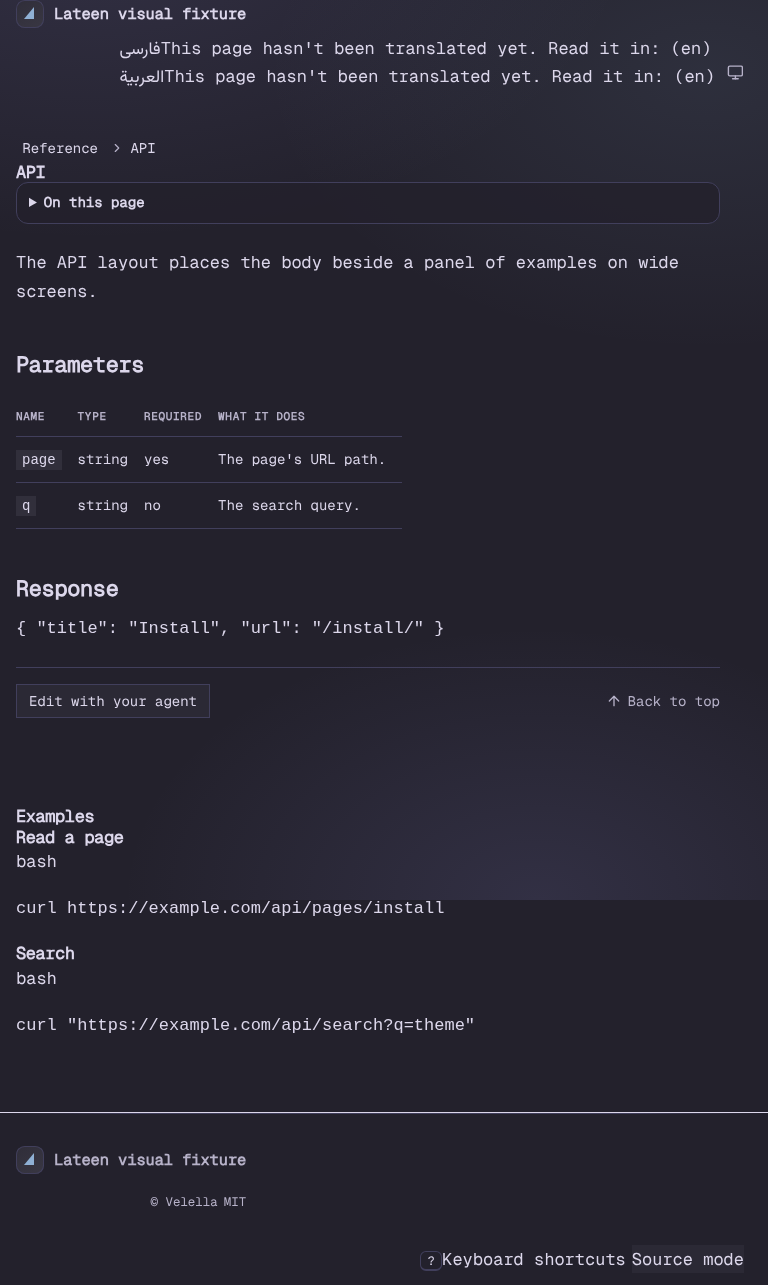 Lateen visual fixture
فارسیThis page hasn't been translated yet. Read it in: (en)
العربيةThis page hasn't been translated yet. Read it in: (en)
Reference > API
API
On this page
The API layout places the body beside a panel of examples on wide
screens.
Parameters
NAME TYPE REQUIRED WHAT IT DOES
page string yes The page's URL path.
q string no The search query.
Response
{ "title": "Install", "url": "/install/" }
Edit with your agent ↑ Back to top
Examples
Read a page
bash
curl https://example.com/api/pages/install
Search
bash
curl "https://example.com/api/search?q=theme"
Lateen visual fixture
© Velella MIT
? Keyboard shortcuts Source mode